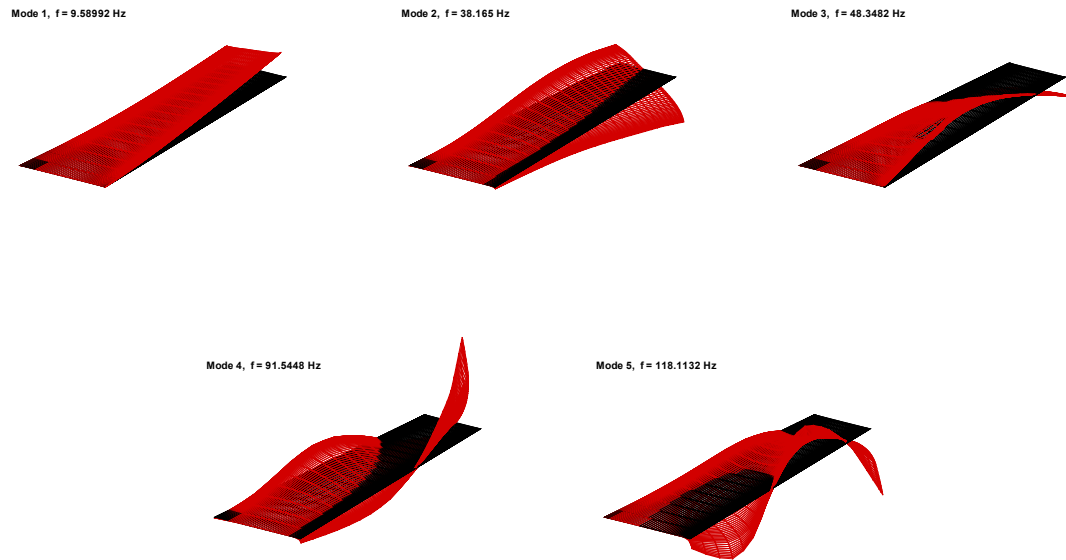 Mode 1, f = 9.58992 Hz
Mode 2, f = 38.165 Hz
Mode 3, f = 48.3482 Hz
Mode 4, f = 91.5448 Hz
Mode 5, f = 118.1132 Hz